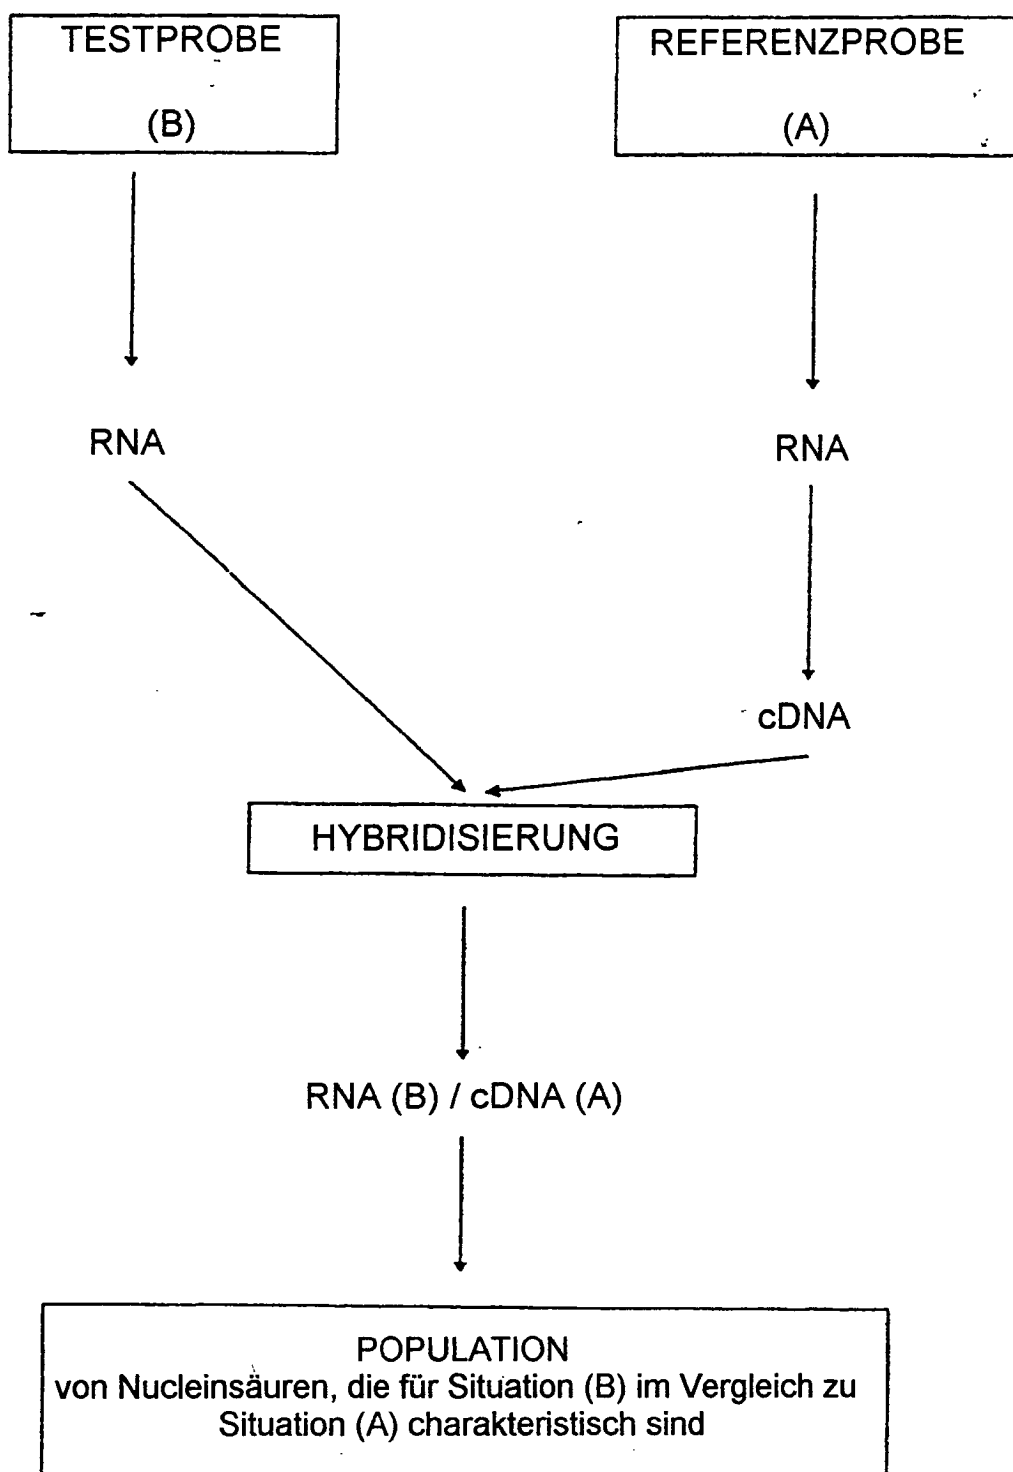 TESTPROBE
(B)
REFERENZPROBE
(A)
RNA
RNA
cDNA
HYBRIDISIERUNG
RNA (B) / cDNA (A)
POPULATION
von Nucleinsäuren, die für Situation (B) im Vergleich zu
Situation (A) charakteristisch sind